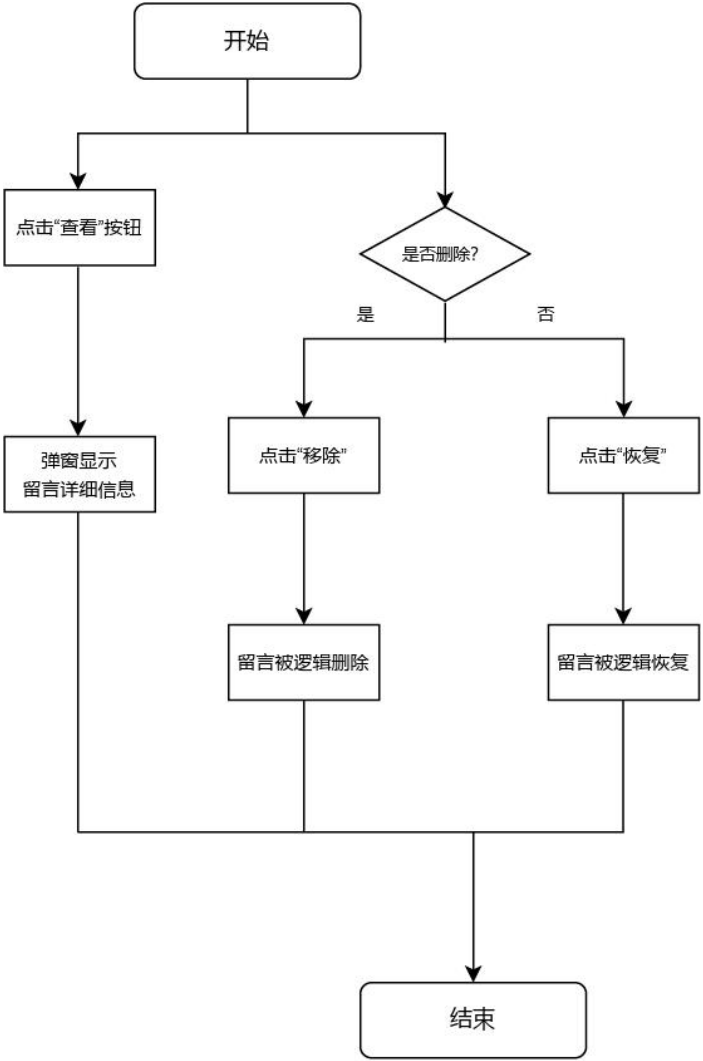 开始
点击“查看”按钮
是否删除?
是
否
弹窗显示
留言详细信息
点击“移除”
点击“恢复”
留言被逻辑删除
留言被逻辑恢复
结束